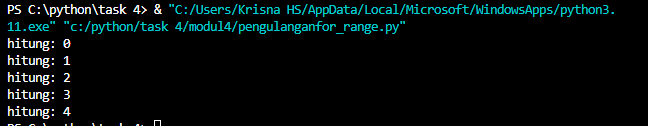 PS C:\python\task 4> & "C:/Users/Krisna HS/AppData/Local/Microsoft/WindowsApps/python3.
11.exe" "c:/python/task 4/modul4/pengulanganfor_range.py"
hitung: 0
hitung: 1
hitung: 2
hitung: 3
hitung: 4
PS C:\python\task 4>